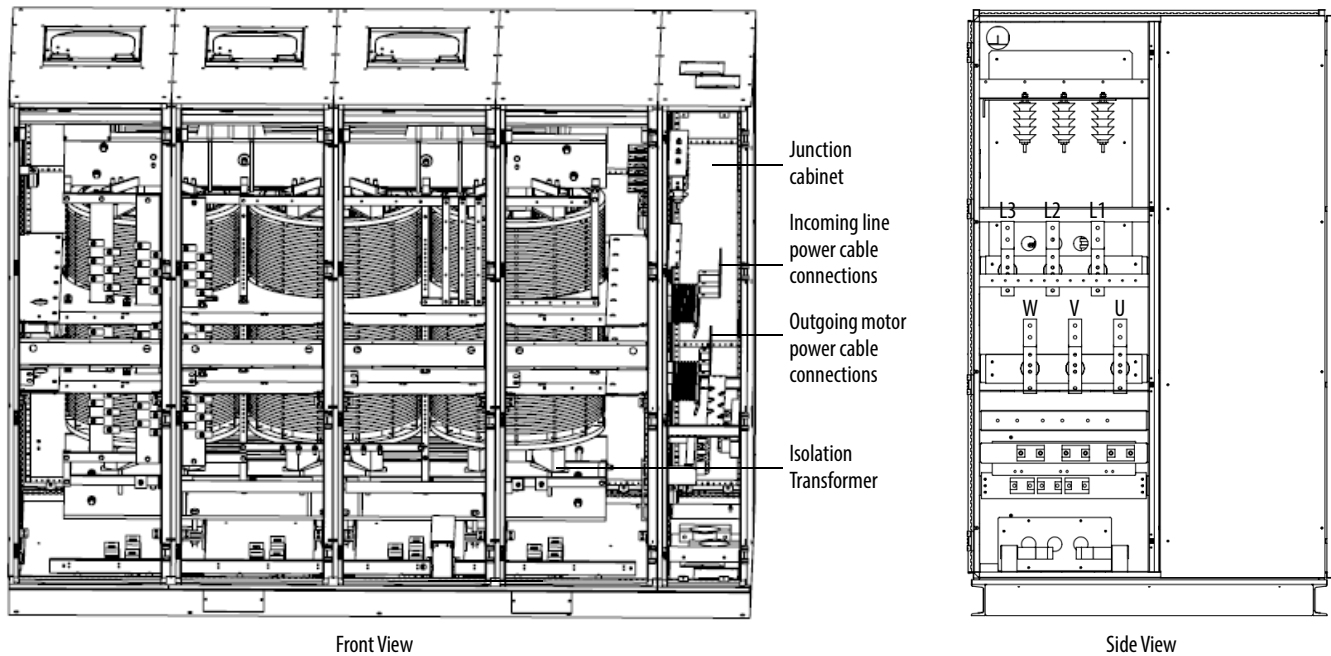 Junction
cabinet
Incoming line
power cable
connections
Outgoing motor
power cable
connections
Isolation
Transformer
L3 L2 L1
W V U
Front View
Side View